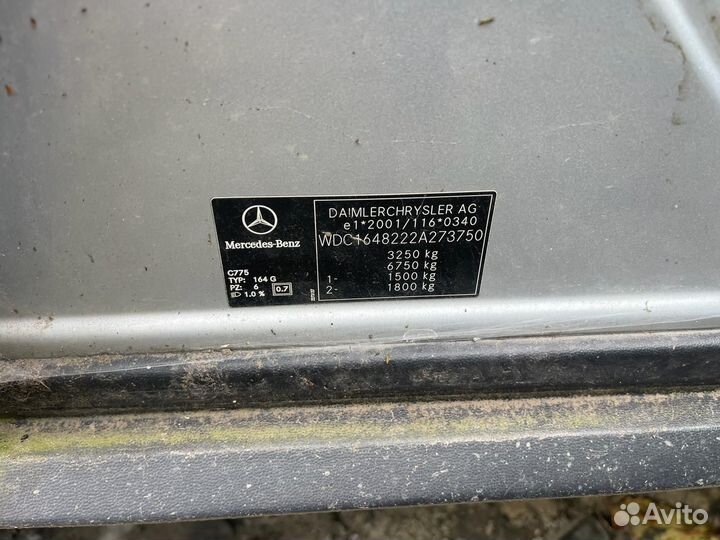 Mercedes-Benz
C775
TYP: 164 G
PZ: 6
1.0 % 0.7
DAIMLERCHRYSLER AG
e1*2001/116*0340
WDC1648222A273750
3250 kg
6750 kg
1- 1500 kg
2- 1800 kg
Avito